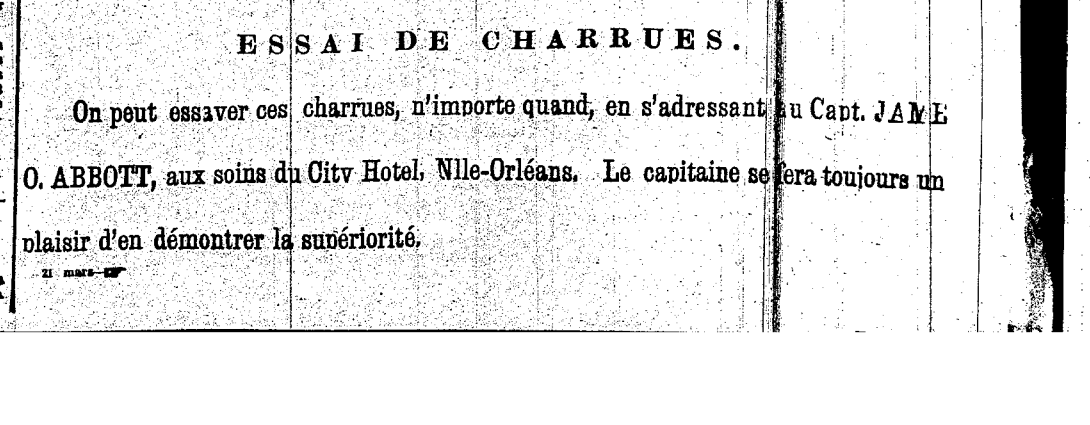 ESSAI DE CHARRUES.
On peut essayer ces charrues, n'importe quand, en s'adressant au Capt. JAME
O. ABBOTT, aux soins du City Hotel, Nlle-Orléans. Le capitaine se fera toujours un
plaisir d'en démontrer la supériorité.
21 mars—☛